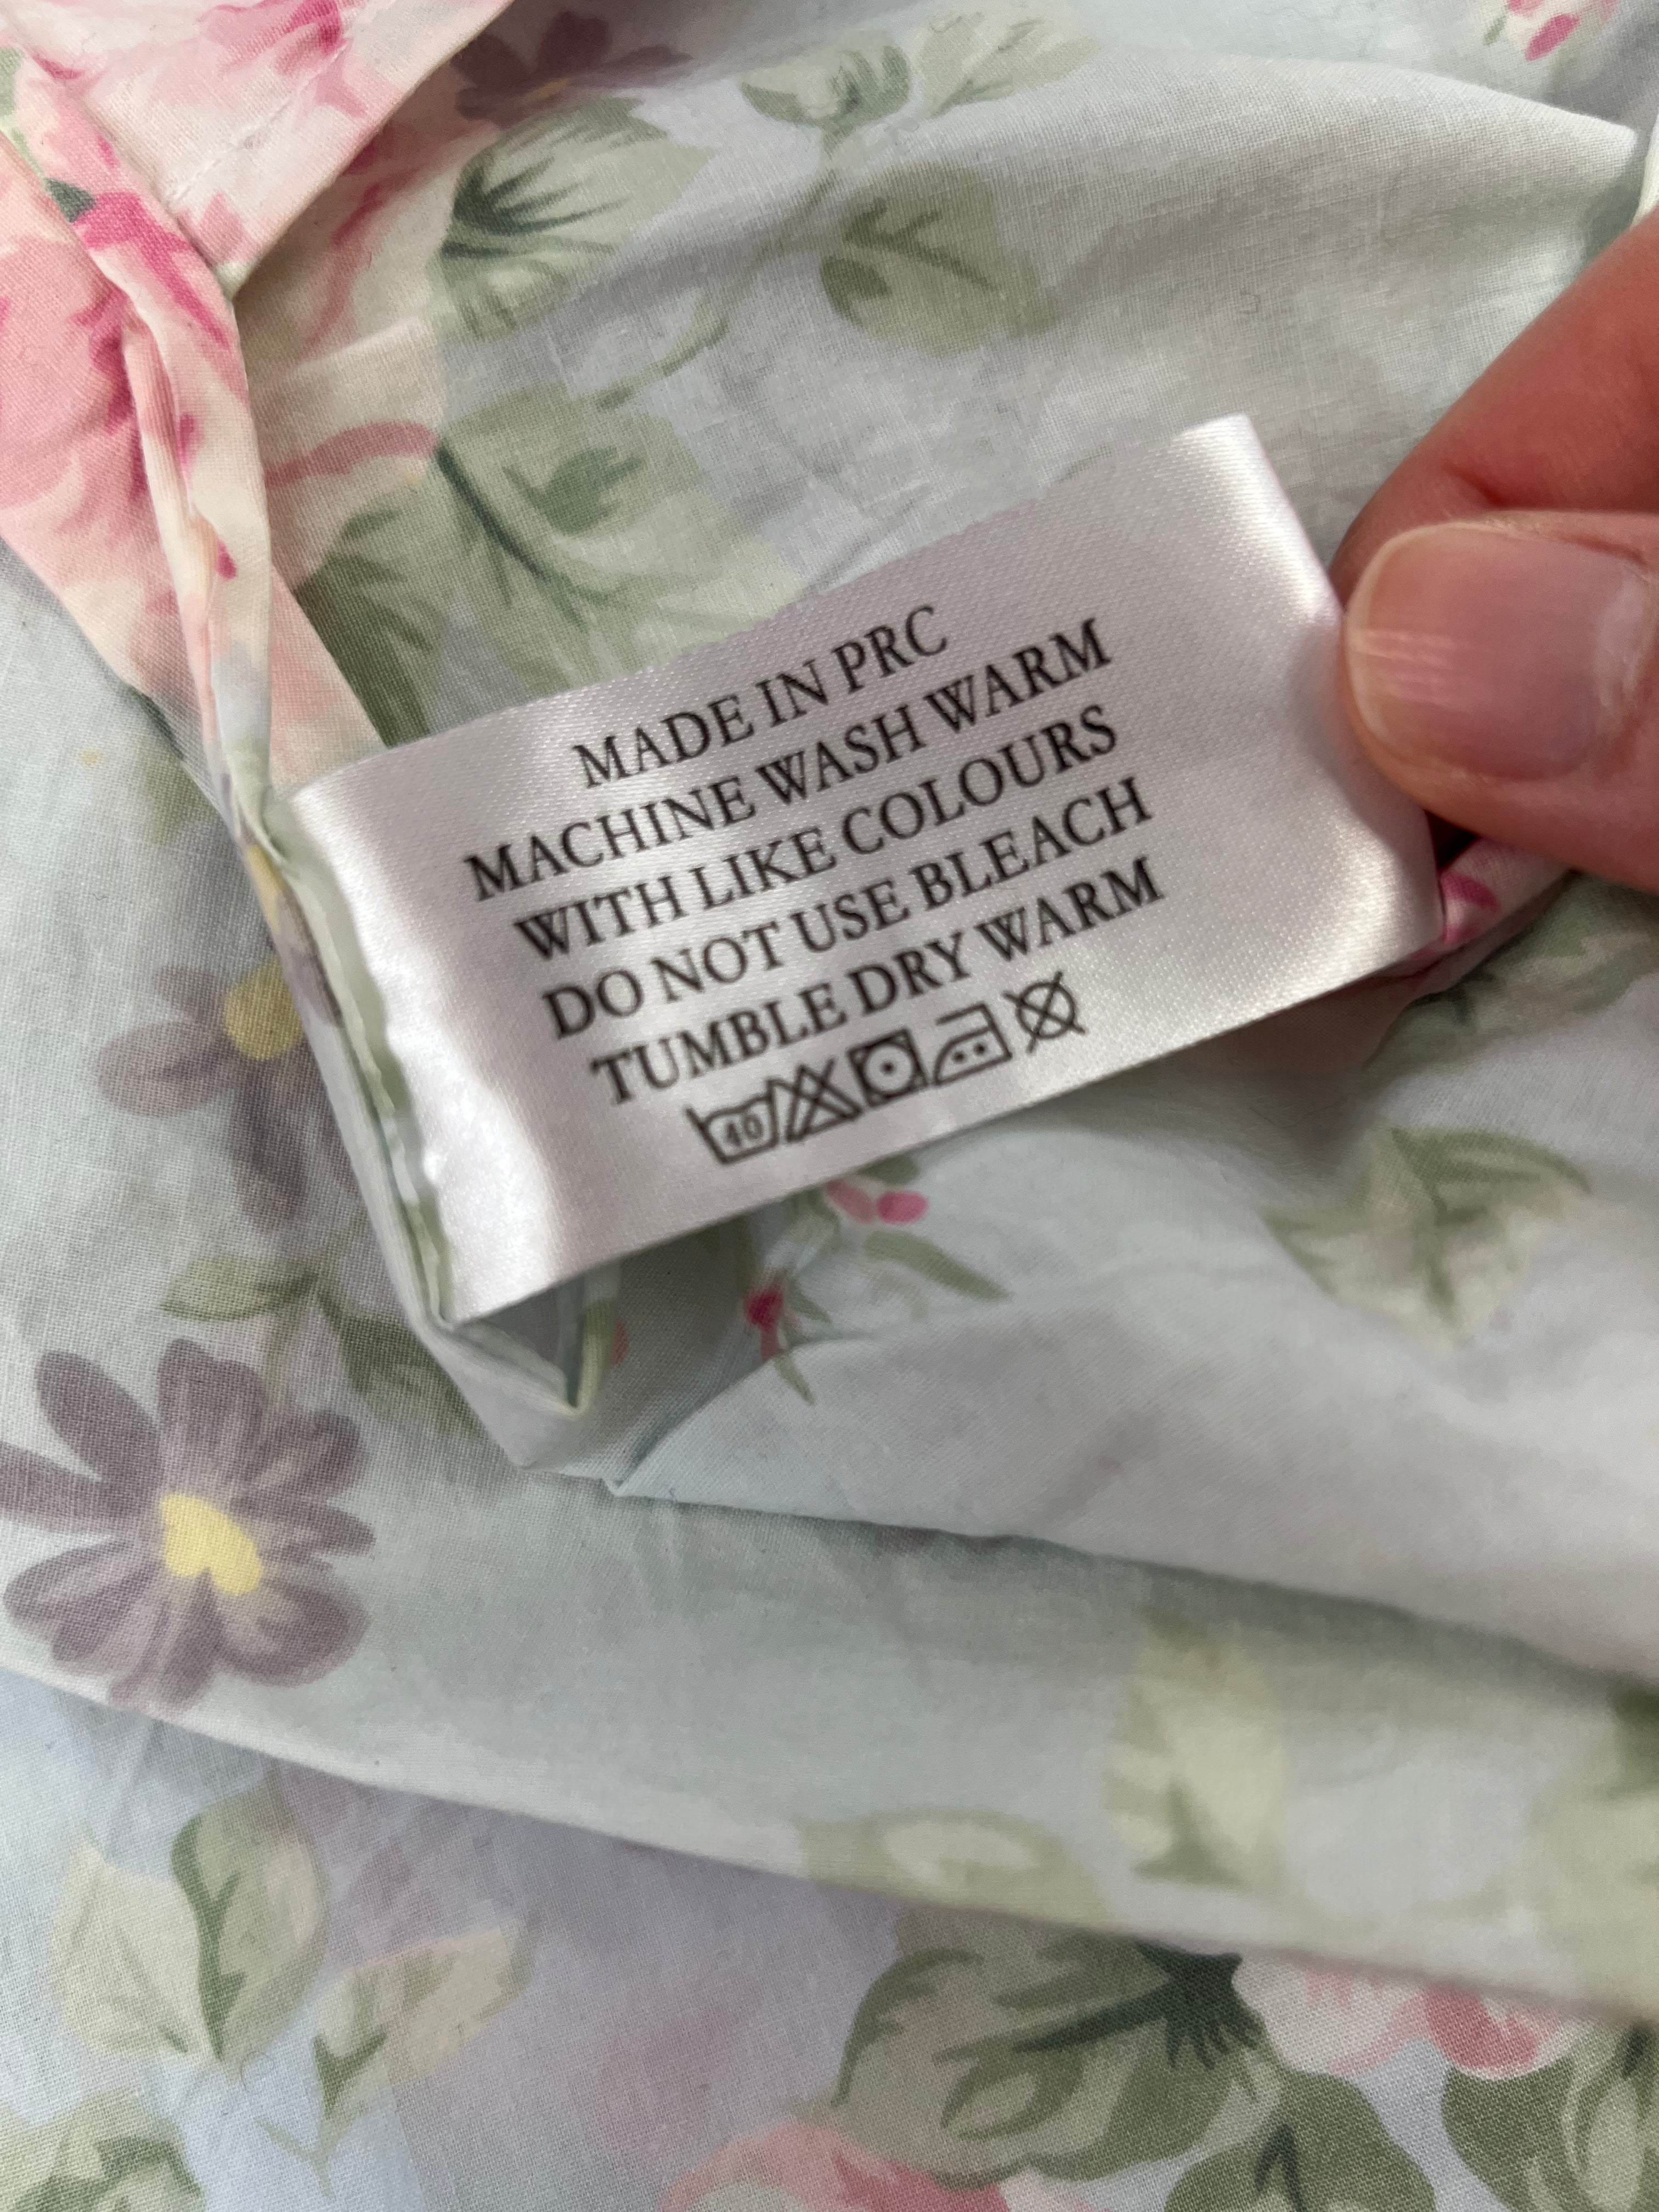 MADE IN PRC
MACHINE WASH WARM
WITH LIKE COLOURS
DO NOT USE BLEACH
TUMBLE DRY WARM
40